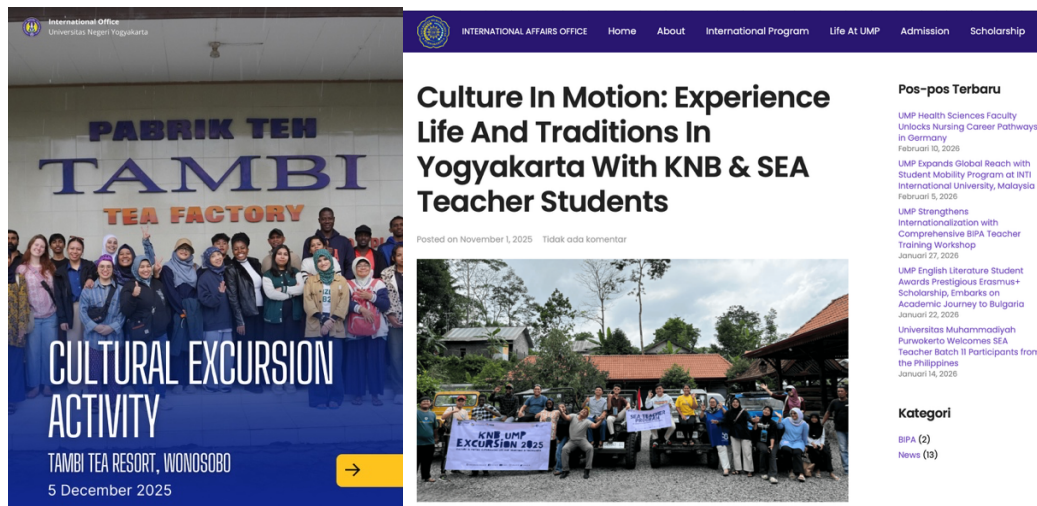 International Office
Universitas Negeri Yogyakarta
PABRIK TEH
TAMBI
TEA FACTORY
CULTURAL EXCURSION
ACTIVITY
TAMBI TEA RESORT, WONOSOBO
5 December 2025
INTERNATIONAL AFFAIRS OFFICE
Home
About
International Program
Life At UMP
Admission
Scholarship
Culture In Motion: Experience
Life And Traditions In
Yogyakarta With KNB & SEA
Teacher Students
Posted on November 1, 2025
Tidak ada komentar
KNB UMP
EXCURSION 2025
SEA TEACHER
Pos-pos Terbaru
UMP Health Sciences Faculty
Unlocks Nursing Career Pathways
in Germany
Februari 10, 2026
UMP Expands Global Reach with
Student Mobility Program at INTI
International University, Malaysia
Februari 5, 2026
UMP Strengthens
Internationalization with
Comprehensive BIPA Teacher
Training Workshop
Januari 27, 2026
UMP English Literature Student
Awards Prestigious Erasmus+
Scholarship, Embarks on
Academic Journey to Bulgaria
Januari 22, 2026
Universitas Muhammadiyah
Purwokerto Welcomes SEA
Teacher Batch 11 Participants from
the Philippines
Januari 14, 2026
Kategori
BIPA (2)
News (13)